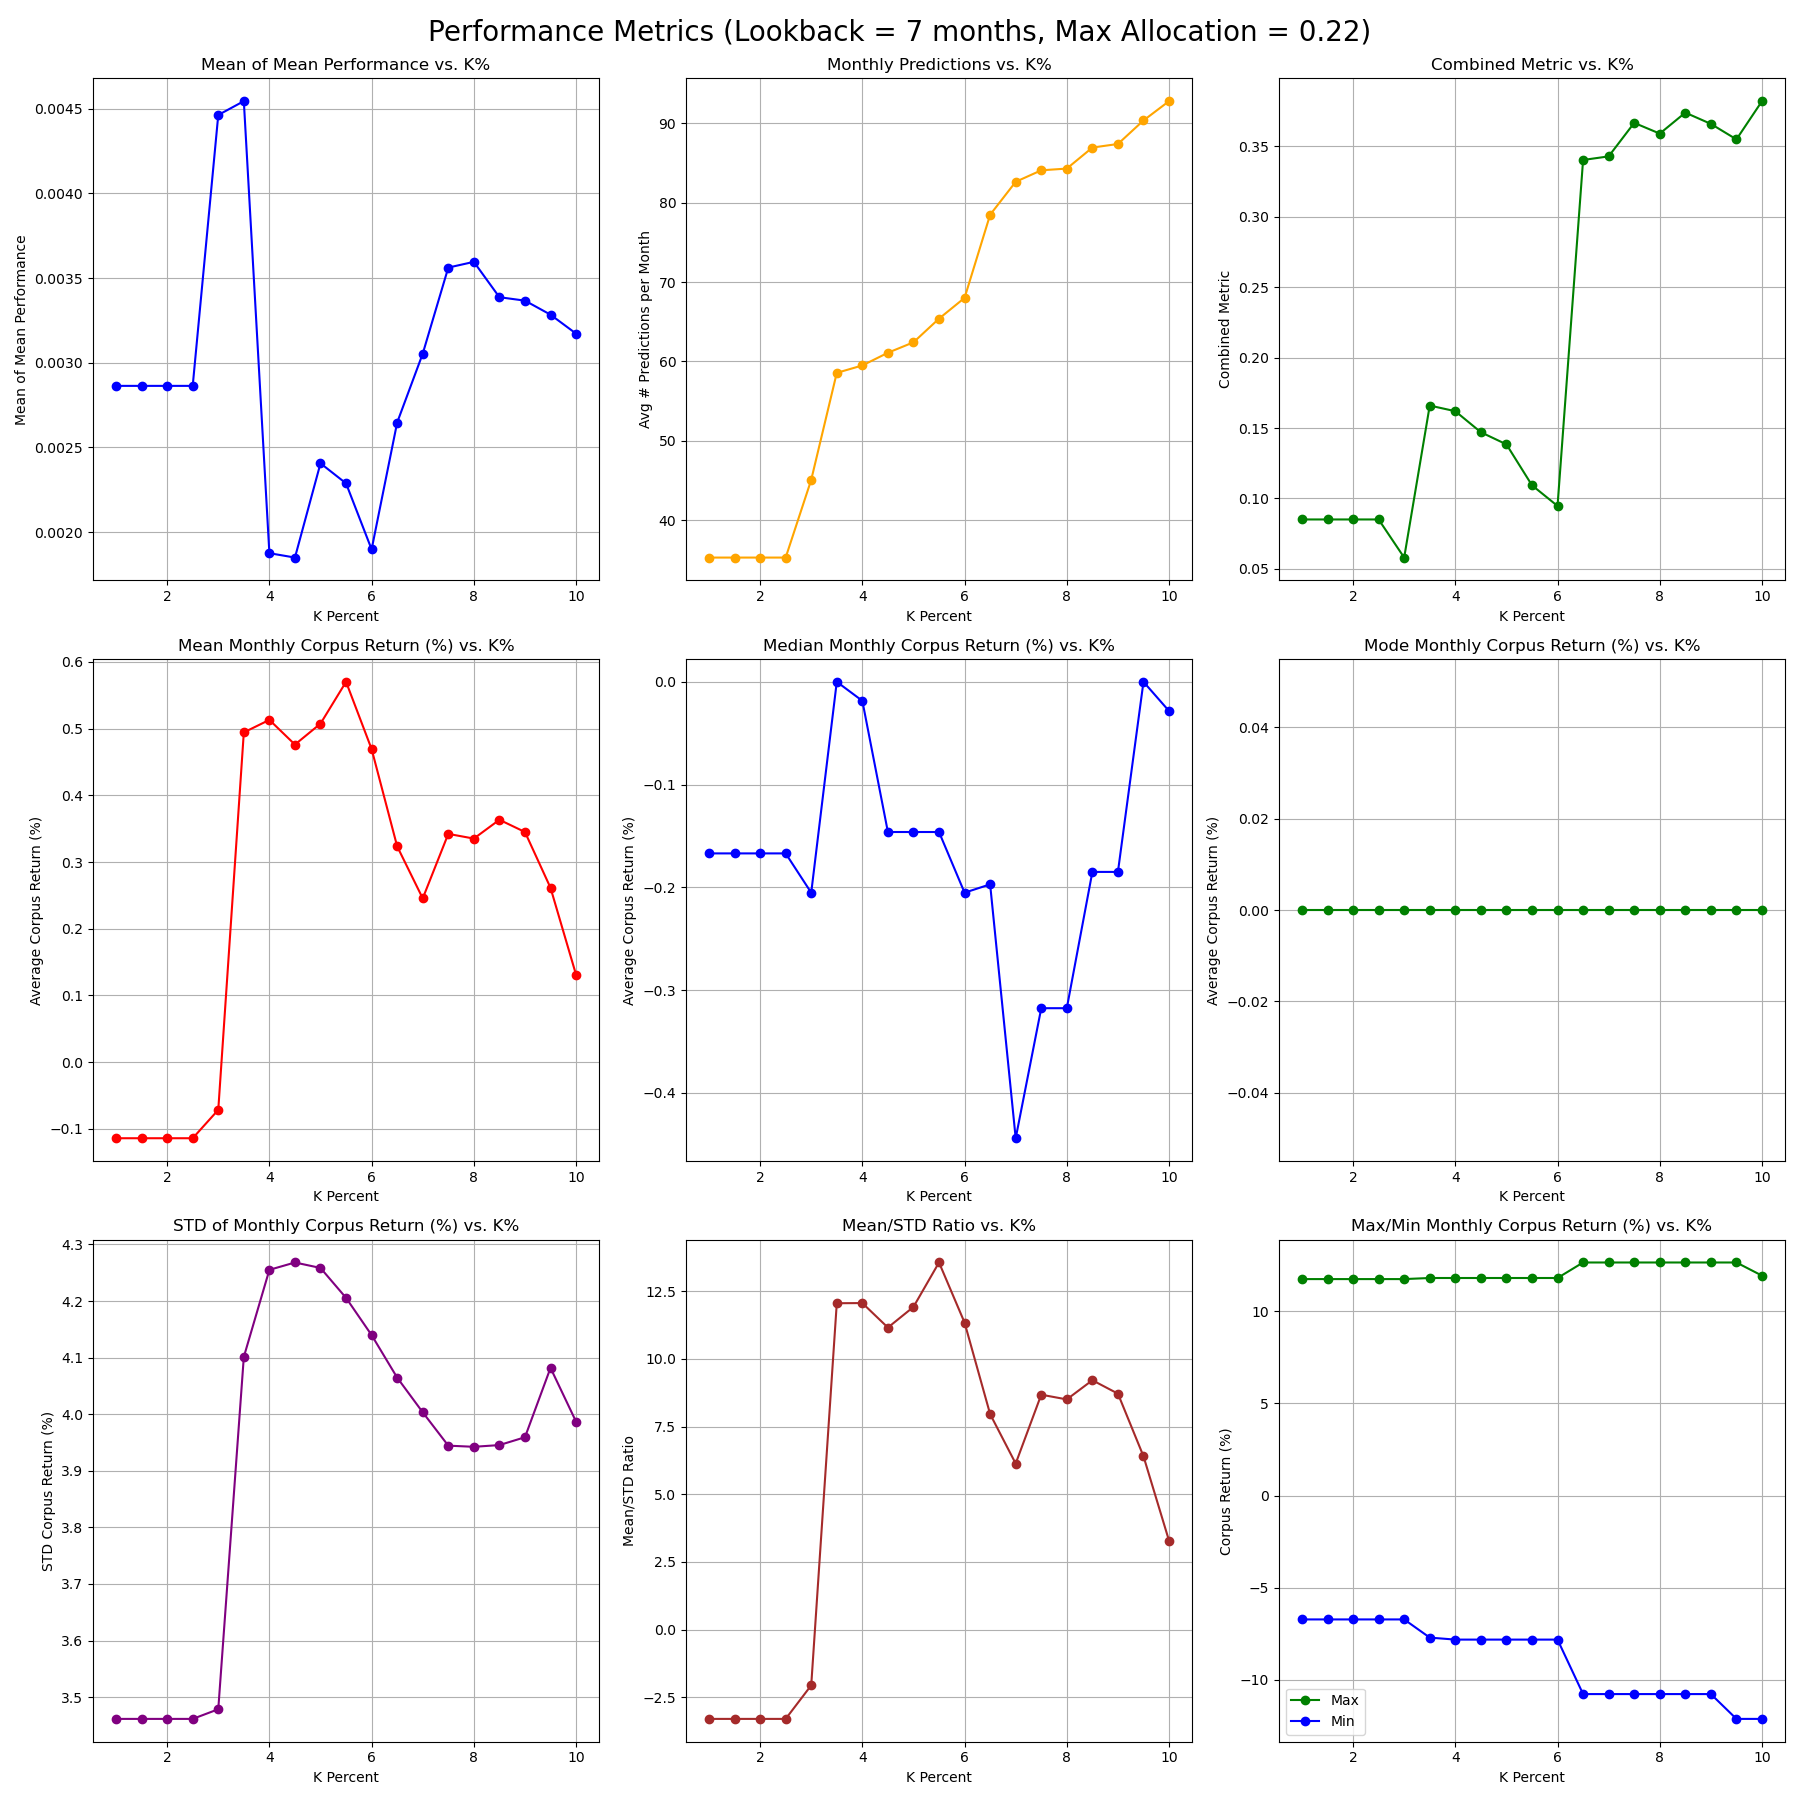 Performance Metrics (Lookback = 7 months, Max Allocation = 0.22)
Mean of Mean Performance vs. K%
Mean of Mean Performance
0.0045
0.0040
0.0035
0.0030
0.0025
0.0020
2 4 6 8 10
K Percent
Monthly Predictions vs. K%
Avg # Predictions per Month
90
80
70
60
50
40
2 4 6 8 10
K Percent
Combined Metric vs. K%
Combined Metric
0.35
0.30
0.25
0.20
0.15
0.10
0.05
2 4 6 8 10
K Percent
Mean Monthly Corpus Return (%) vs. K%
Average Corpus Return (%)
0.6
0.5
0.4
0.3
0.2
0.1
0.0
−0.1
2 4 6 8 10
K Percent
Median Monthly Corpus Return (%) vs. K%
Average Corpus Return (%)
0.0
−0.1
−0.2
−0.3
−0.4
2 4 6 8 10
K Percent
Mode Monthly Corpus Return (%) vs. K%
Average Corpus Return (%)
0.04
0.02
0.00
−0.02
−0.04
2 4 6 8 10
K Percent
STD of Monthly Corpus Return (%) vs. K%
STD Corpus Return (%)
4.3
4.2
4.1
4.0
3.9
3.8
3.7
3.6
3.5
2 4 6 8 10
K Percent
Mean/STD Ratio vs. K%
Mean/STD Ratio
12.5
10.0
7.5
5.0
2.5
0.0
−2.5
2 4 6 8 10
K Percent
Max/Min Monthly Corpus Return (%) vs. K%
Corpus Return (%)
10
5
0
−5
−10
Max
Min
2 4 6 8 10
K Percent